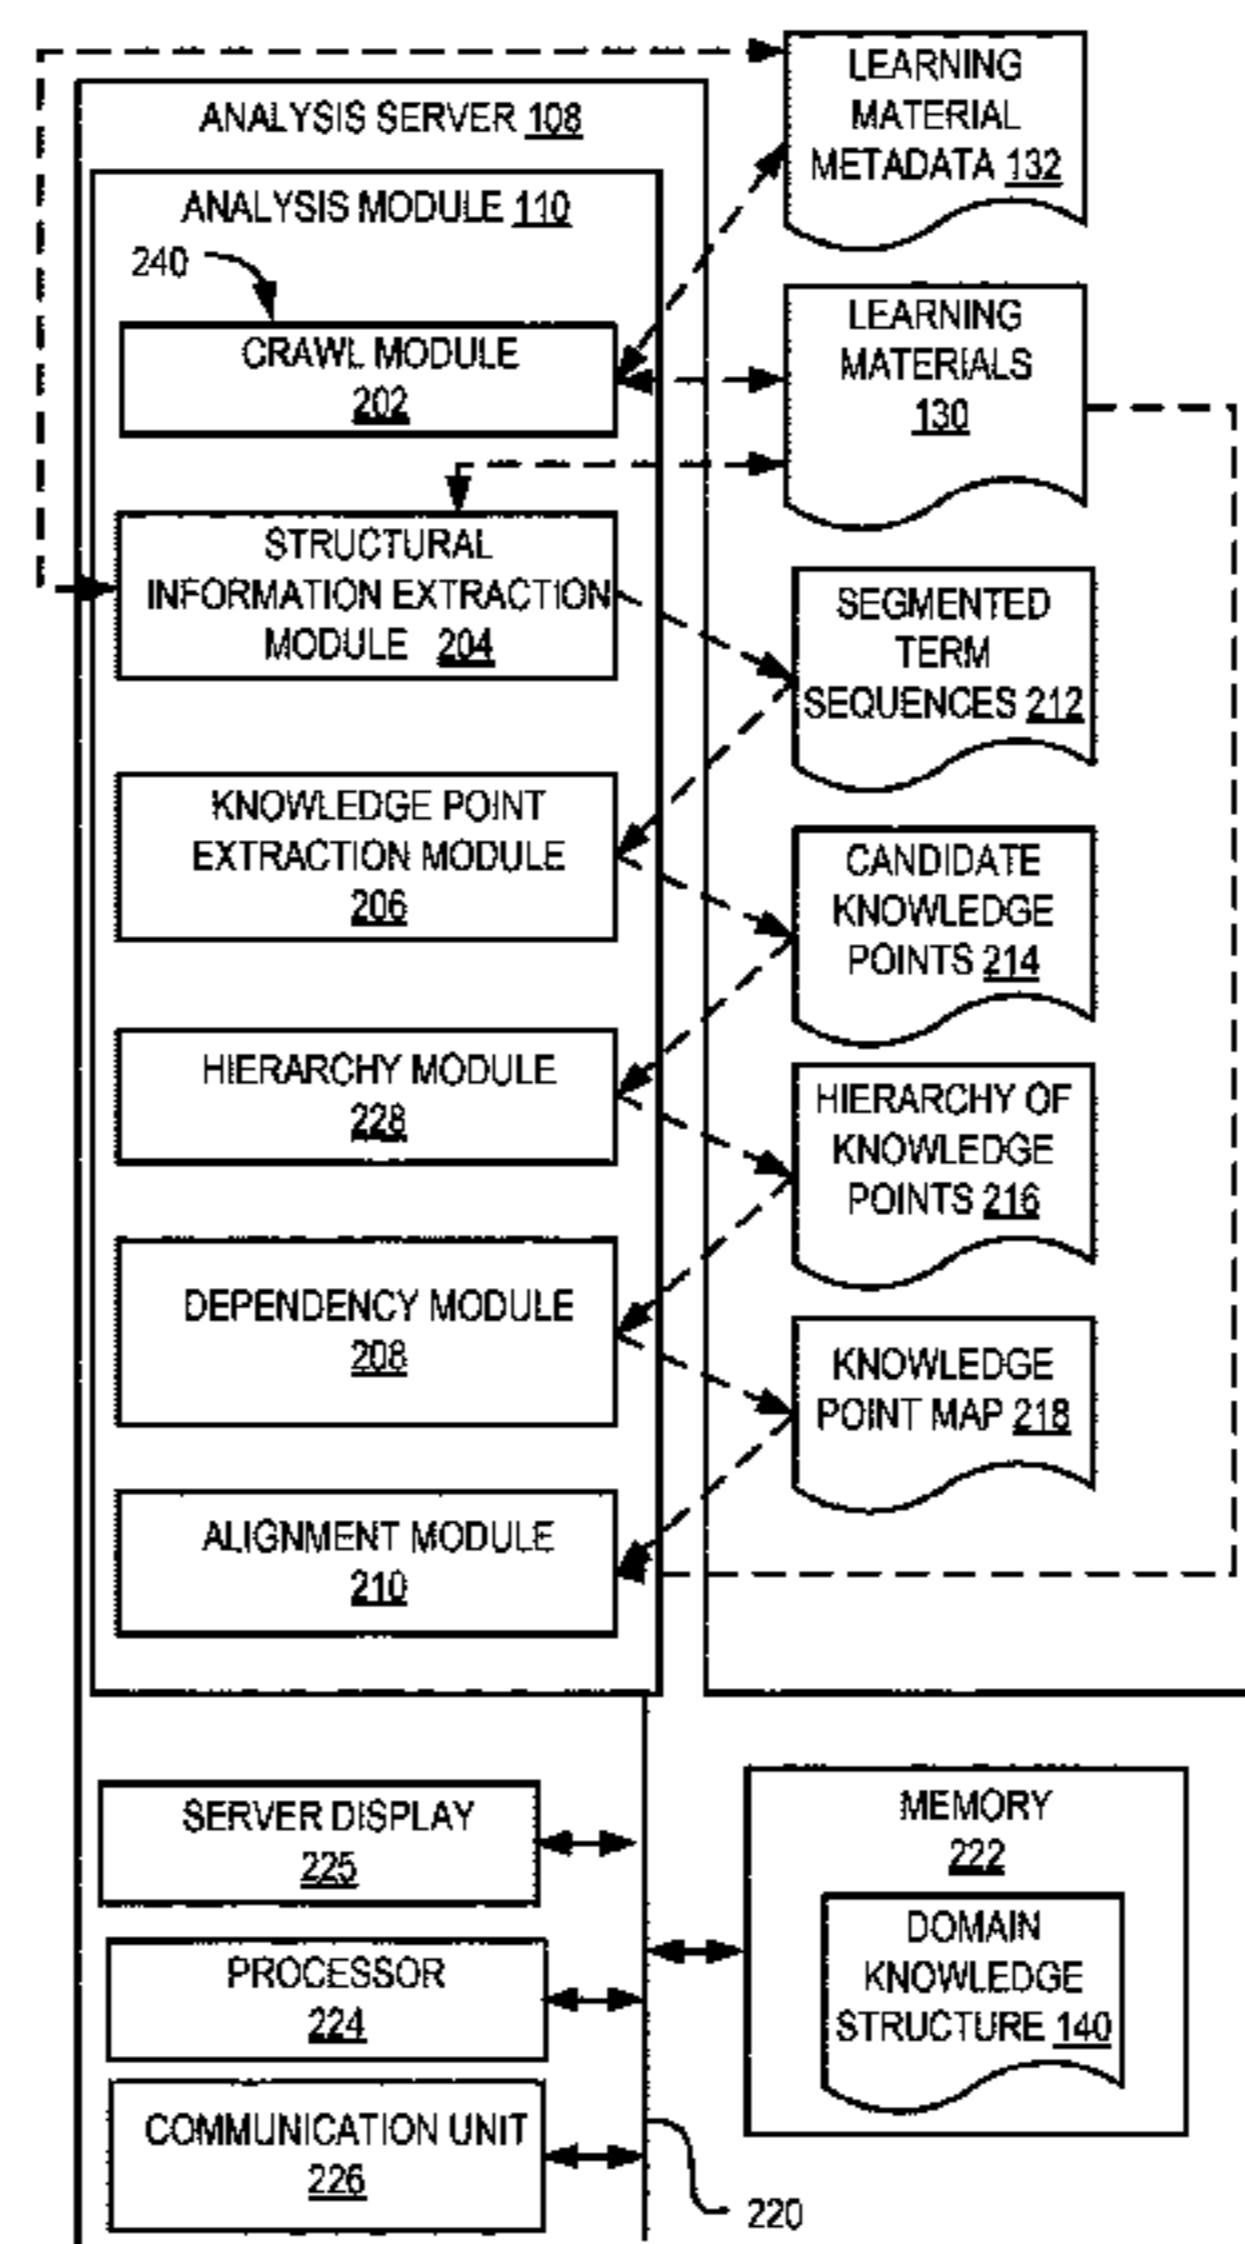 ANALYSIS SERVER 108
ANALYSIS MODULE 110
240
CRAWL MODULE
202
STRUCTURAL
INFORMATION EXTRACTION
MODULE 204
KNOWLEDGE POINT
EXTRACTION MODULE
206
HIERARCHY MODULE
228
DEPENDENCY MODULE
208
ALIGNMENT MODULE
210
LEARNING
MATERIAL
METADATA 132
LEARNING
MATERIALS
130
SEGMENTED
TERM
SEQUENCES 212
CANDIDATE
KNOWLEDGE
POINTS 214
HIERARCHY OF
KNOWLEDGE
POINTS 216
KNOWLEDGE
POINT MAP 218
SERVER DISPLAY
225
PROCESSOR
224
COMMUNICATION UNIT
226
MEMORY
222
DOMAIN
KNOWLEDGE
STRUCTURE 140
220